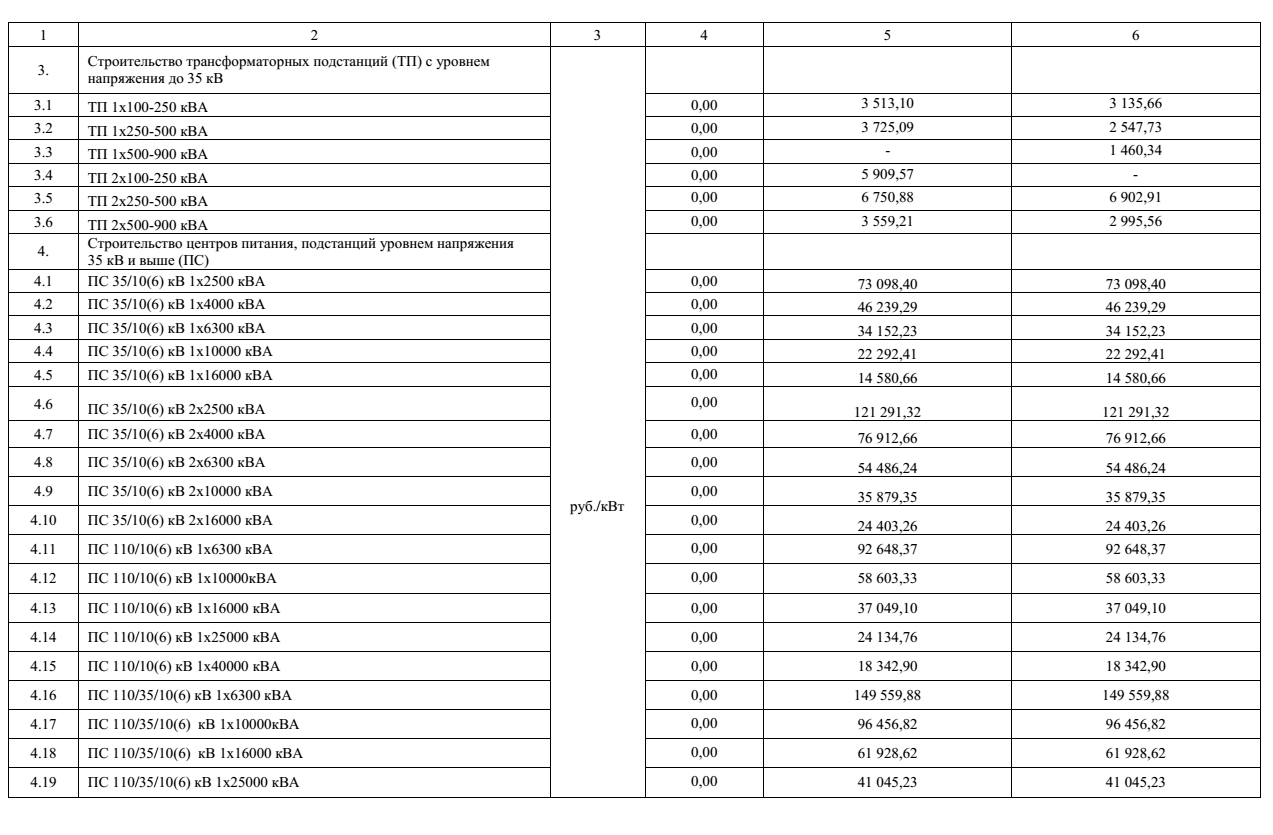 1 2 3 4 5 6
3. Строительство трансформаторных подстанций (ТП) с уровнем
напряжения до 35 кВ
3.1 ТП 1х100-250 кВА 0,00 3 513,10 3 135,66
3.2 ТП 1х250-500 кВА 0,00 3 725,09 2 547,73
3.3 ТП 1х500-900 кВА 0,00 - 1 460,34
3.4 ТП 2х100-250 кВА 0,00 5 909,57 -
3.5 ТП 2х250-500 кВА 0,00 6 750,88 6 902,91
3.6 ТП 2х500-900 кВА 0,00 3 559,21 2 995,56
4. Строительство центров питания, подстанций уровнем напряжения
35 кВ и выше (ПС)
4.1 ПС 35/10(6) кВ 1х2500 кВА 0,00 73 098,40 73 098,40
4.2 ПС 35/10(6) кВ 1х4000 кВА 0,00 46 239,29 46 239,29
4.3 ПС 35/10(6) кВ 1х6300 кВА 0,00 34 152,23 34 152,23
4.4 ПС 35/10(6) кВ 1х10000 кВА 0,00 22 292,41 22 292,41
4.5 ПС 35/10(6) кВ 1х16000 кВА 0,00 14 580,66 14 580,66
4.6 ПС 35/10(6) кВ 2х2500 кВА 0,00 121 291,32 121 291,32
4.7 ПС 35/10(6) кВ 2х4000 кВА 0,00 76 912,66 76 912,66
4.8 ПС 35/10(6) кВ 2х6300 кВА 0,00 54 486,24 54 486,24
4.9 ПС 35/10(6) кВ 2х10000 кВА 0,00 35 879,35 35 879,35
руб./кВт
4.10 ПС 35/10(6) кВ 2х16000 кВА 0,00 24 403,26 24 403,26
4.11 ПС 110/10(6) кВ 1х6300 кВА 0,00 92 648,37 92 648,37
4.12 ПС 110/10(6) кВ 1х10000кВА 0,00 58 603,33 58 603,33
4.13 ПС 110/10(6) кВ 1х16000 кВА 0,00 37 049,10 37 049,10
4.14 ПС 110/10(6) кВ 1х25000 кВА 0,00 24 134,76 24 134,76
4.15 ПС 110/10(6) кВ 1х40000 кВА 0,00 18 342,90 18 342,90
4.16 ПС 110/35/10(6) кВ 1х6300 кВА 0,00 149 559,88 149 559,88
4.17 ПС 110/35/10(6) кВ 1х10000кВА 0,00 96 456,82 96 456,82
4.18 ПС 110/35/10(6) кВ 1х16000 кВА 0,00 61 928,62 61 928,62
4.19 ПС 110/35/10(6) кВ 1х25000 кВА 0,00 41 045,23 41 045,23